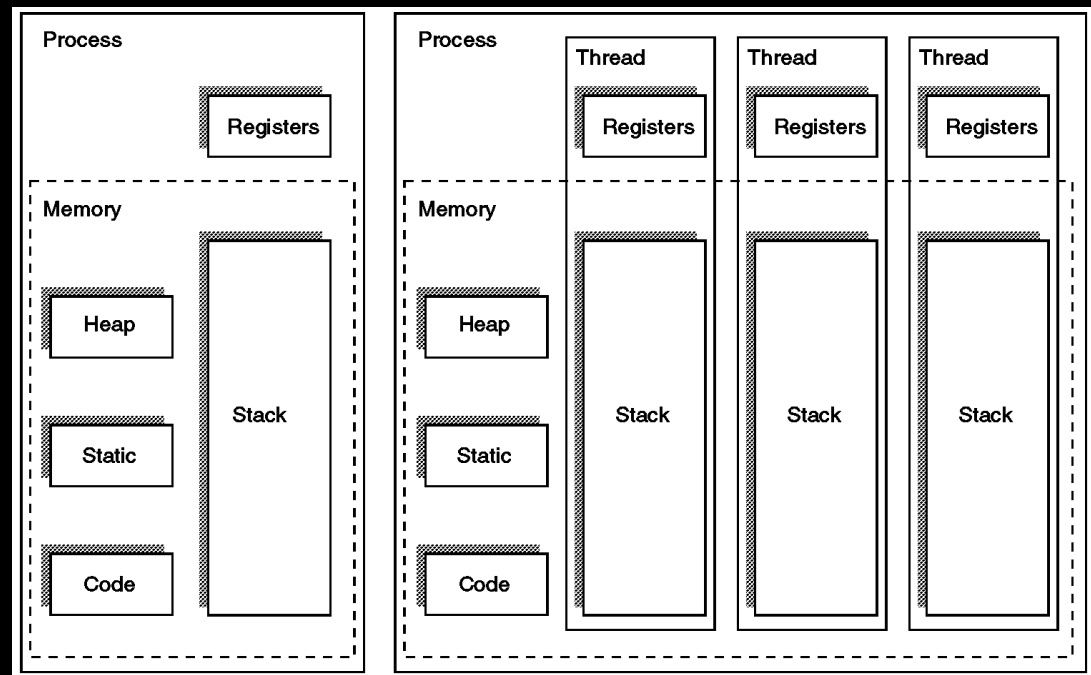 Process
Registers
Memory
Heap
Stack
Static
Code
Process
Thread
Thread
Thread
Registers
Registers
Registers
Memory
Heap
Static
Code
Stack
Stack
Stack